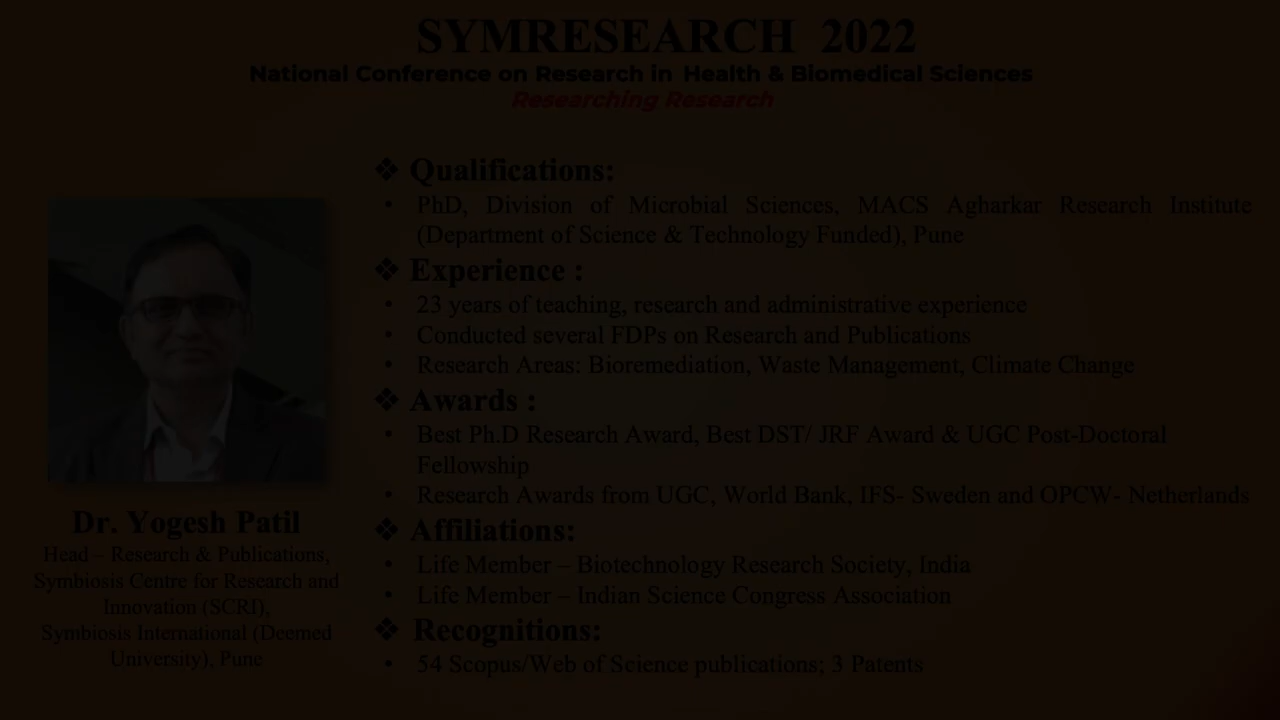 SYMRESEARCH 2022
National Conference on Research in Health & Biomedical Sciences
Researching Research
❖ Qualifications:
• PhD, Division of Microbial Sciences, MACS Agharkar Research Institute
(Department of Science & Technology Funded), Pune
❖ Experience :
• 23 years of teaching, research and administrative experience
• Conducted several FDPs on Research and Publications
• Research Areas: Bioremediation, Waste Management, Climate Change
❖ Awards :
• Best Ph.D Research Award, Best DST/ JRF Award & UGC Post-Doctoral
Fellowship
• Research Awards from UGC, World Bank, IFS- Sweden and OPCW- Netherlands
❖ Affiliations:
• Life Member – Biotechnology Research Society, India
• Life Member – Indian Science Congress Association
❖ Recognitions:
• 54 Scopus/Web of Science publications; 3 Patents
Dr. Yogesh Patil
Head – Research & Publications,
Symbiosis Centre for Research and
Innovation (SCRI),
Symbiosis International (Deemed
University), Pune